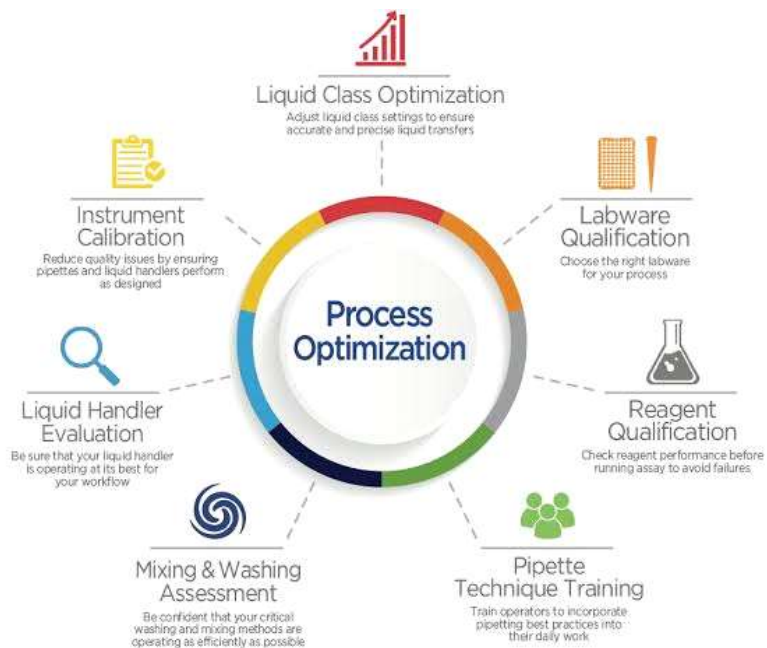 Liquid Class Optimization
Adjust liquid class settings to ensure
accurate and precise liquid transfers
Instrument
Calibration
Reduce quality issues by ensuring
pipettes and liquid handlers perform
as designed
Labware
Qualification
Choose the right labware
for your process
Process
Optimization
Liquid Handler
Evaluation
Be sure that your liquid handler
is operating at its best for
your workflow
Reagent
Qualification
Check reagent performance before
running assay to avoid failures
Mixing & Washing
Assessment
Be confident that your critical
washing and mixing methods are
operating as efficiently as possible
Pipette
Technique Training
Train operators to incorporate
pipetting best practices into
their daily work